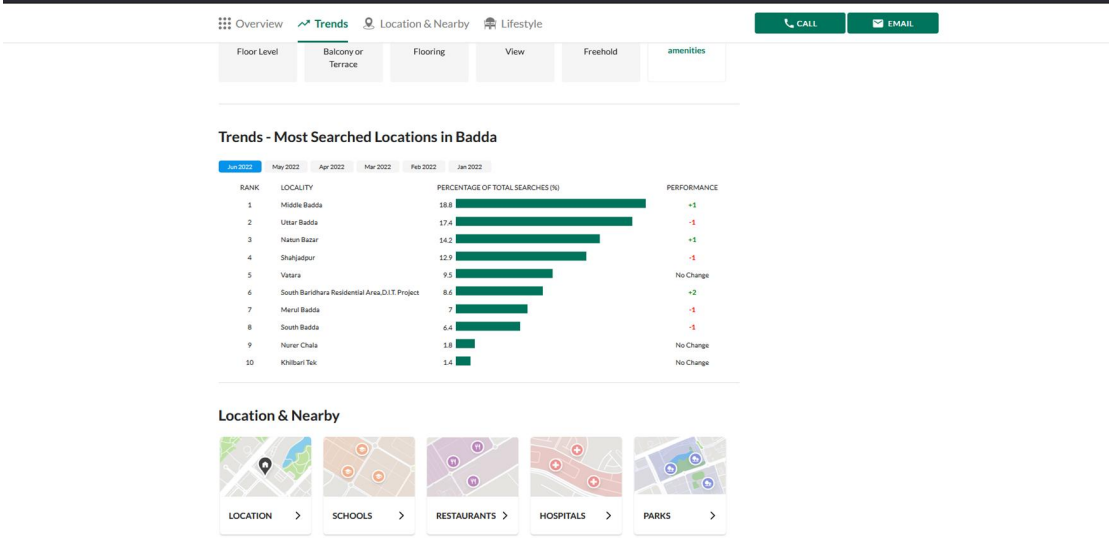 Overview Trends Location & Nearby Lifestyle CALL EMAIL
Floor Level Balcony or Terrace Flooring View Freehold amenities
Trends - Most Searched Locations in Badda
Jun 2022 May 2022 Apr 2022 Mar 2022 Feb 2022 Jan 2022
RANK LOCALITY PERCENTAGE OF TOTAL SEARCHES (%) PERFORMANCE
1 Middle Badda 18.8 +1
2 Uttar Badda 17.4 -1
3 Natun Bazar 14.2 +1
4 Shahjadpur 12.9 -1
5 Vatara 9.5 No Change
6 South Baridhara Residential Area,D.I.T. Project 8.6 +2
7 Merul Badda 7 -1
8 South Badda 6.4 -1
9 Nurer Chala 1.8 No Change
10 Khilbari Tek 1.4 No Change
Location & Nearby
LOCATION SCHOOLS RESTAURANTS HOSPITALS PARKS